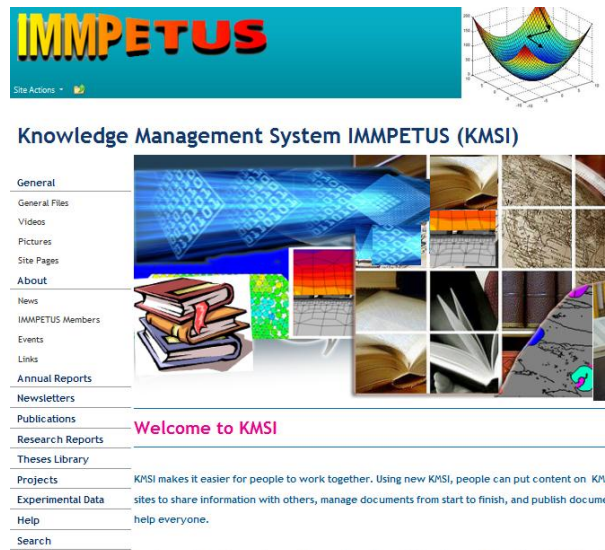 IMMPETUS
Site Actions
Knowledge Management System IMMPETUS (KMSI)
General
General Files
Videos
Pictures
Site Pages
About
News
IMMPETUS Members
Events
Links
Annual Reports
Newsletters
Publications
Research Reports
Theses Library
Projects
Experimental Data
Help
Search
Welcome to KMSI
KMSI makes it easier for people to work together. Using new KMSI, people can put content on KM
sites to share information with others, manage documents from start to finish, and publish docume
help everyone.